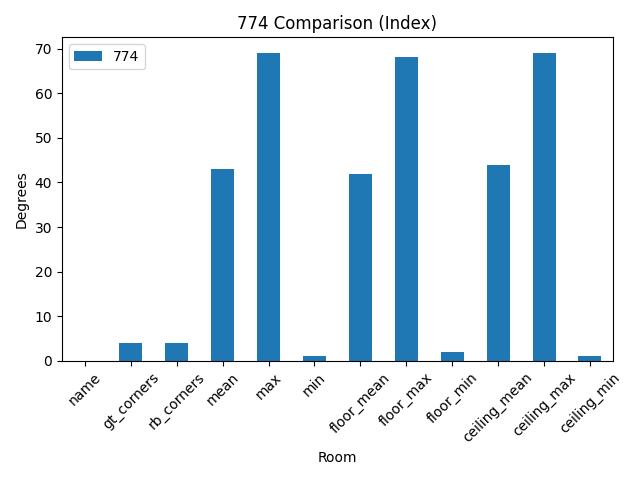 774 Comparison (Index)
774
Degrees
70
60
50
40
30
20
10
0
name
gt_corners
rb_corners
mean
max
min
floor_mean
floor_max
floor_min
ceiling_mean
ceiling_max
ceiling_min
Room